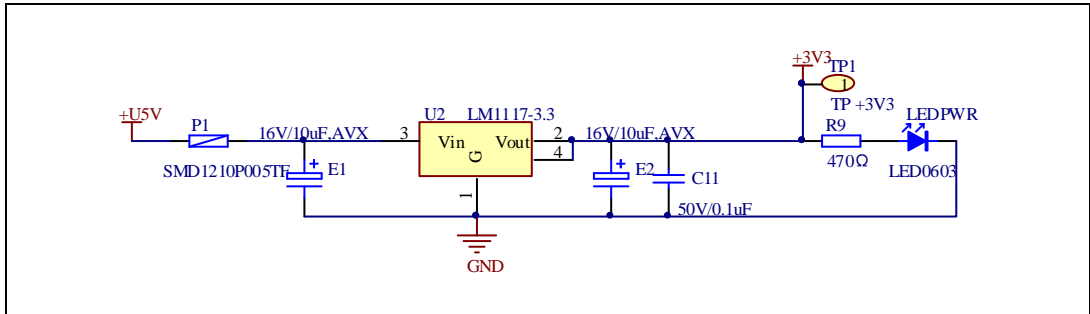 +3V3
TP1
1
+U5V
P1
U2
LM1117-3.3
TP +3V3
LEDPWR
R9
16V/10uF,AVX
3
Vin
G
Vout
2
4
16V/10uF,AVX
SMD1210P005TF
E1
E2
C11
470Ω
LED0603
1
50V/0.1uF
GND